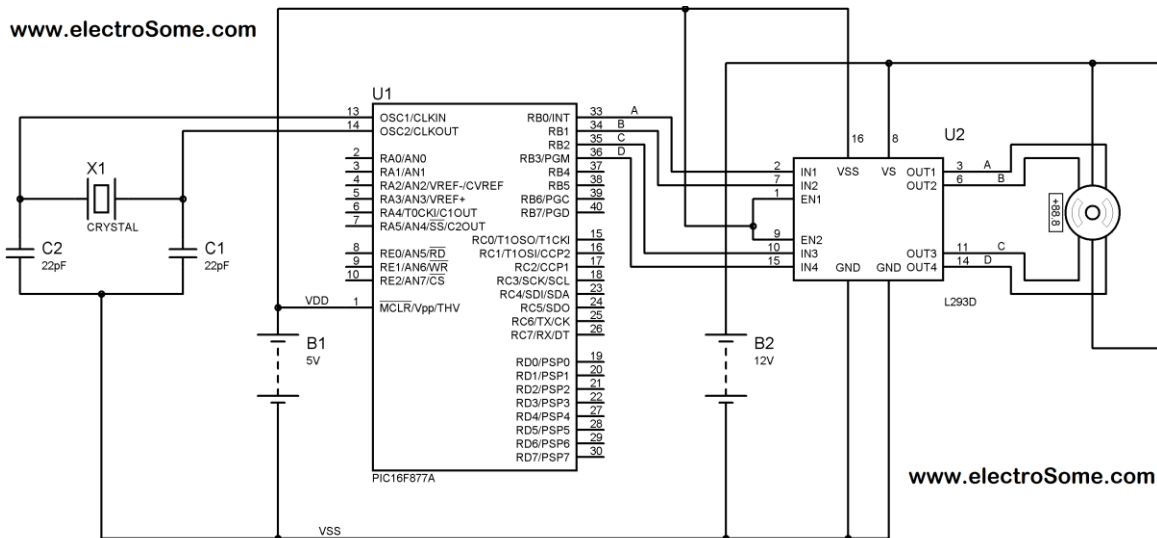 www.electroSome.com
U1
13 OSC1/CLKIN
14 OSC2/CLKOUT
2 RA0/AN0
3 RA1/AN1
4 RA2/AN2/VREF-/CVREF
5 RA3/AN3/VREF+
6 RA4/T0CKI/C1OUT
7 RA5/AN4/SS/C2OUT
8 RE0/AN5/RD
9 RE1/AN6/WR
10 RE2/AN7/CS
VDD 1 MCLR/Vpp/THV
RB0/INT 33 A
RB1 34 B
RB2 35 C
RB3/PGM 36 D
RB4 37
RB5 38
RB6/PGC 39
RB7/PGD 40
RC0/T1OSO/T1CKI 15
RC1/T1OSI/CCP2 16
RC2/CCP1 17
RC3/SCK/SCL 18
RC4/SDI/SDA 23
RC5/SDO 24
RC6/TX/CK 25
RC7/RX/DT 26
RD0/PSP0 19
RD1/PSP1 20
RD2/PSP2 21
RD3/PSP3 22
RD4/PSP4 27
RD5/PSP5 28
RD6/PSP6 29
RD7/PSP7 30
PIC16F877A
X1
CRYSTAL
C2
22pF
C1
22pF
B1
5V
VSS
B2
12V
U2
16 8
VSS VS
2 IN1
7 IN2
1 EN1
9 EN2
10 IN3
15 IN4
OUT1 3 A
OUT2 6 B
OUT3 11 C
OUT4 14 D
GND GND
L293D
+88.8
www.electroSome.com